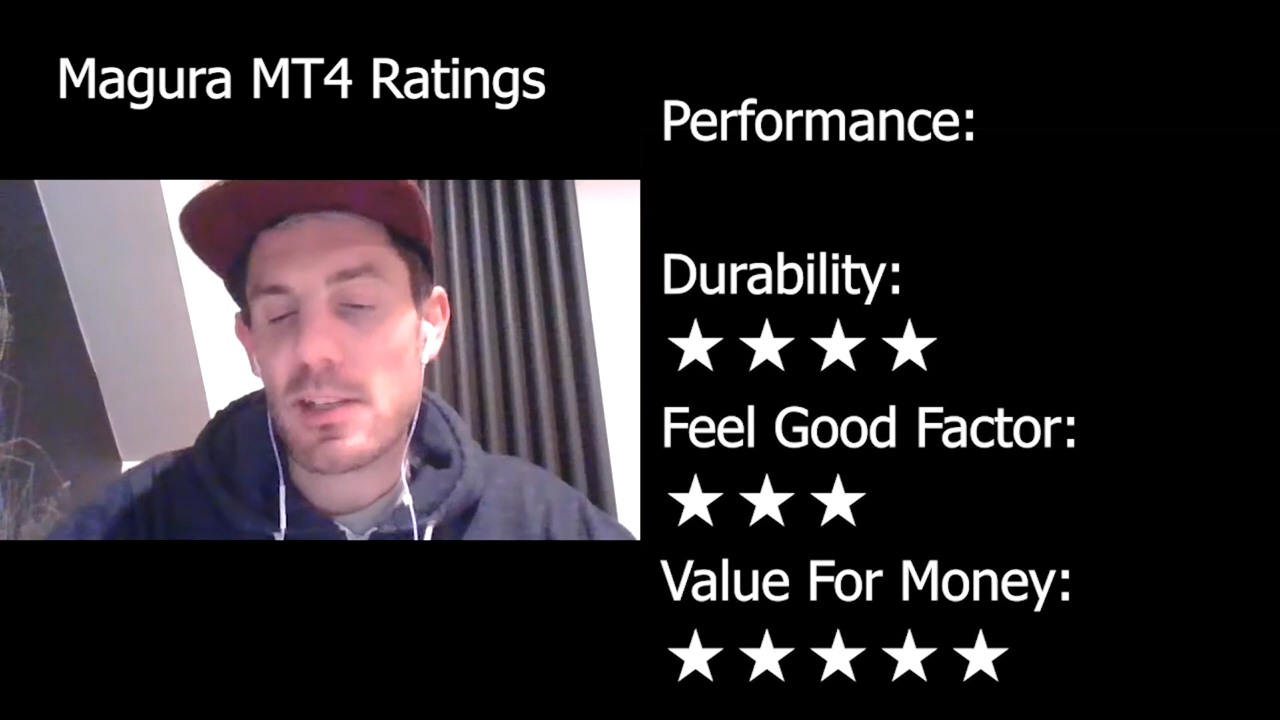 Magura MT4 Ratings
Performance:
Durability:
★★★★
Feel Good Factor:
★★★
Value For Money:
★★★★★